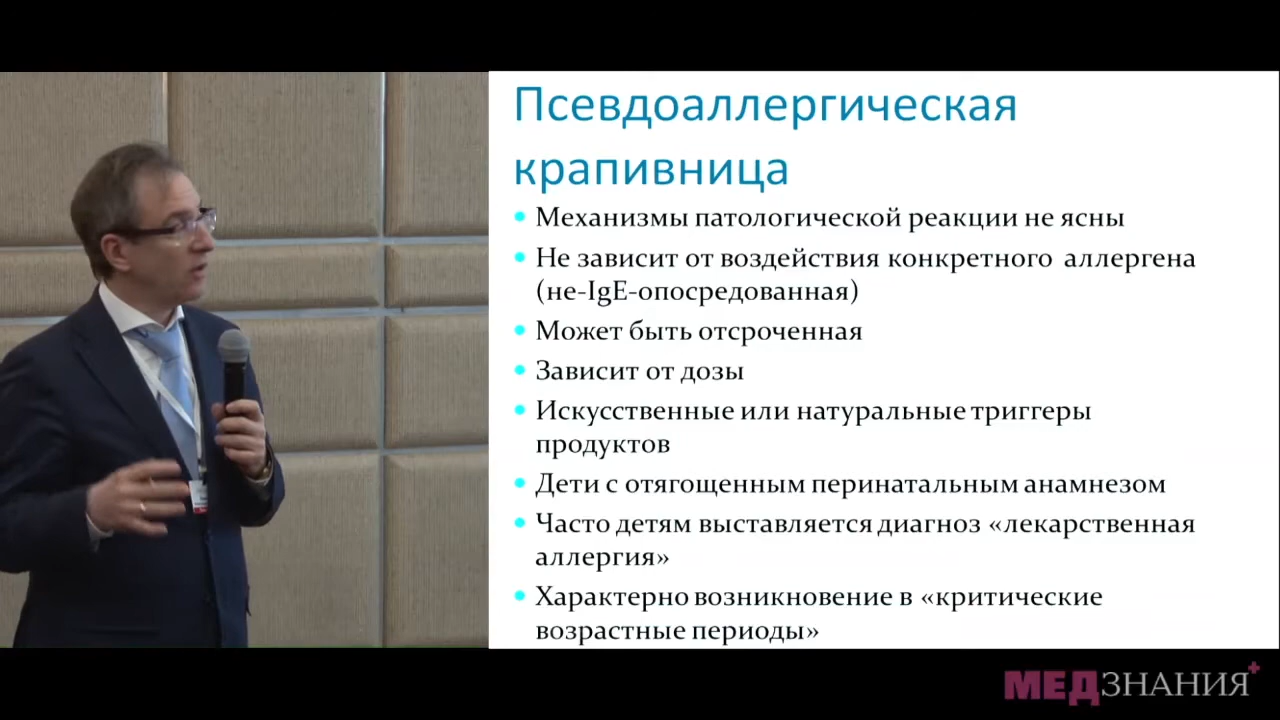 Псевдоаллергическая
крапивница
Механизмы патологической реакции не ясны
Не зависит от воздействия конкретного аллергена
(не-IgE-опосредованная)
Может быть отсроченная
Зависит от дозы
Искусственные или натуральные триггеры
продуктов
Дети с отягощенным перинатальным анамнезом
Часто детям выставляется диагноз «лекарственная
аллергия»
Характерно возникновение в «критические
возрастные периоды»
МЕДЗНАНИЯ+